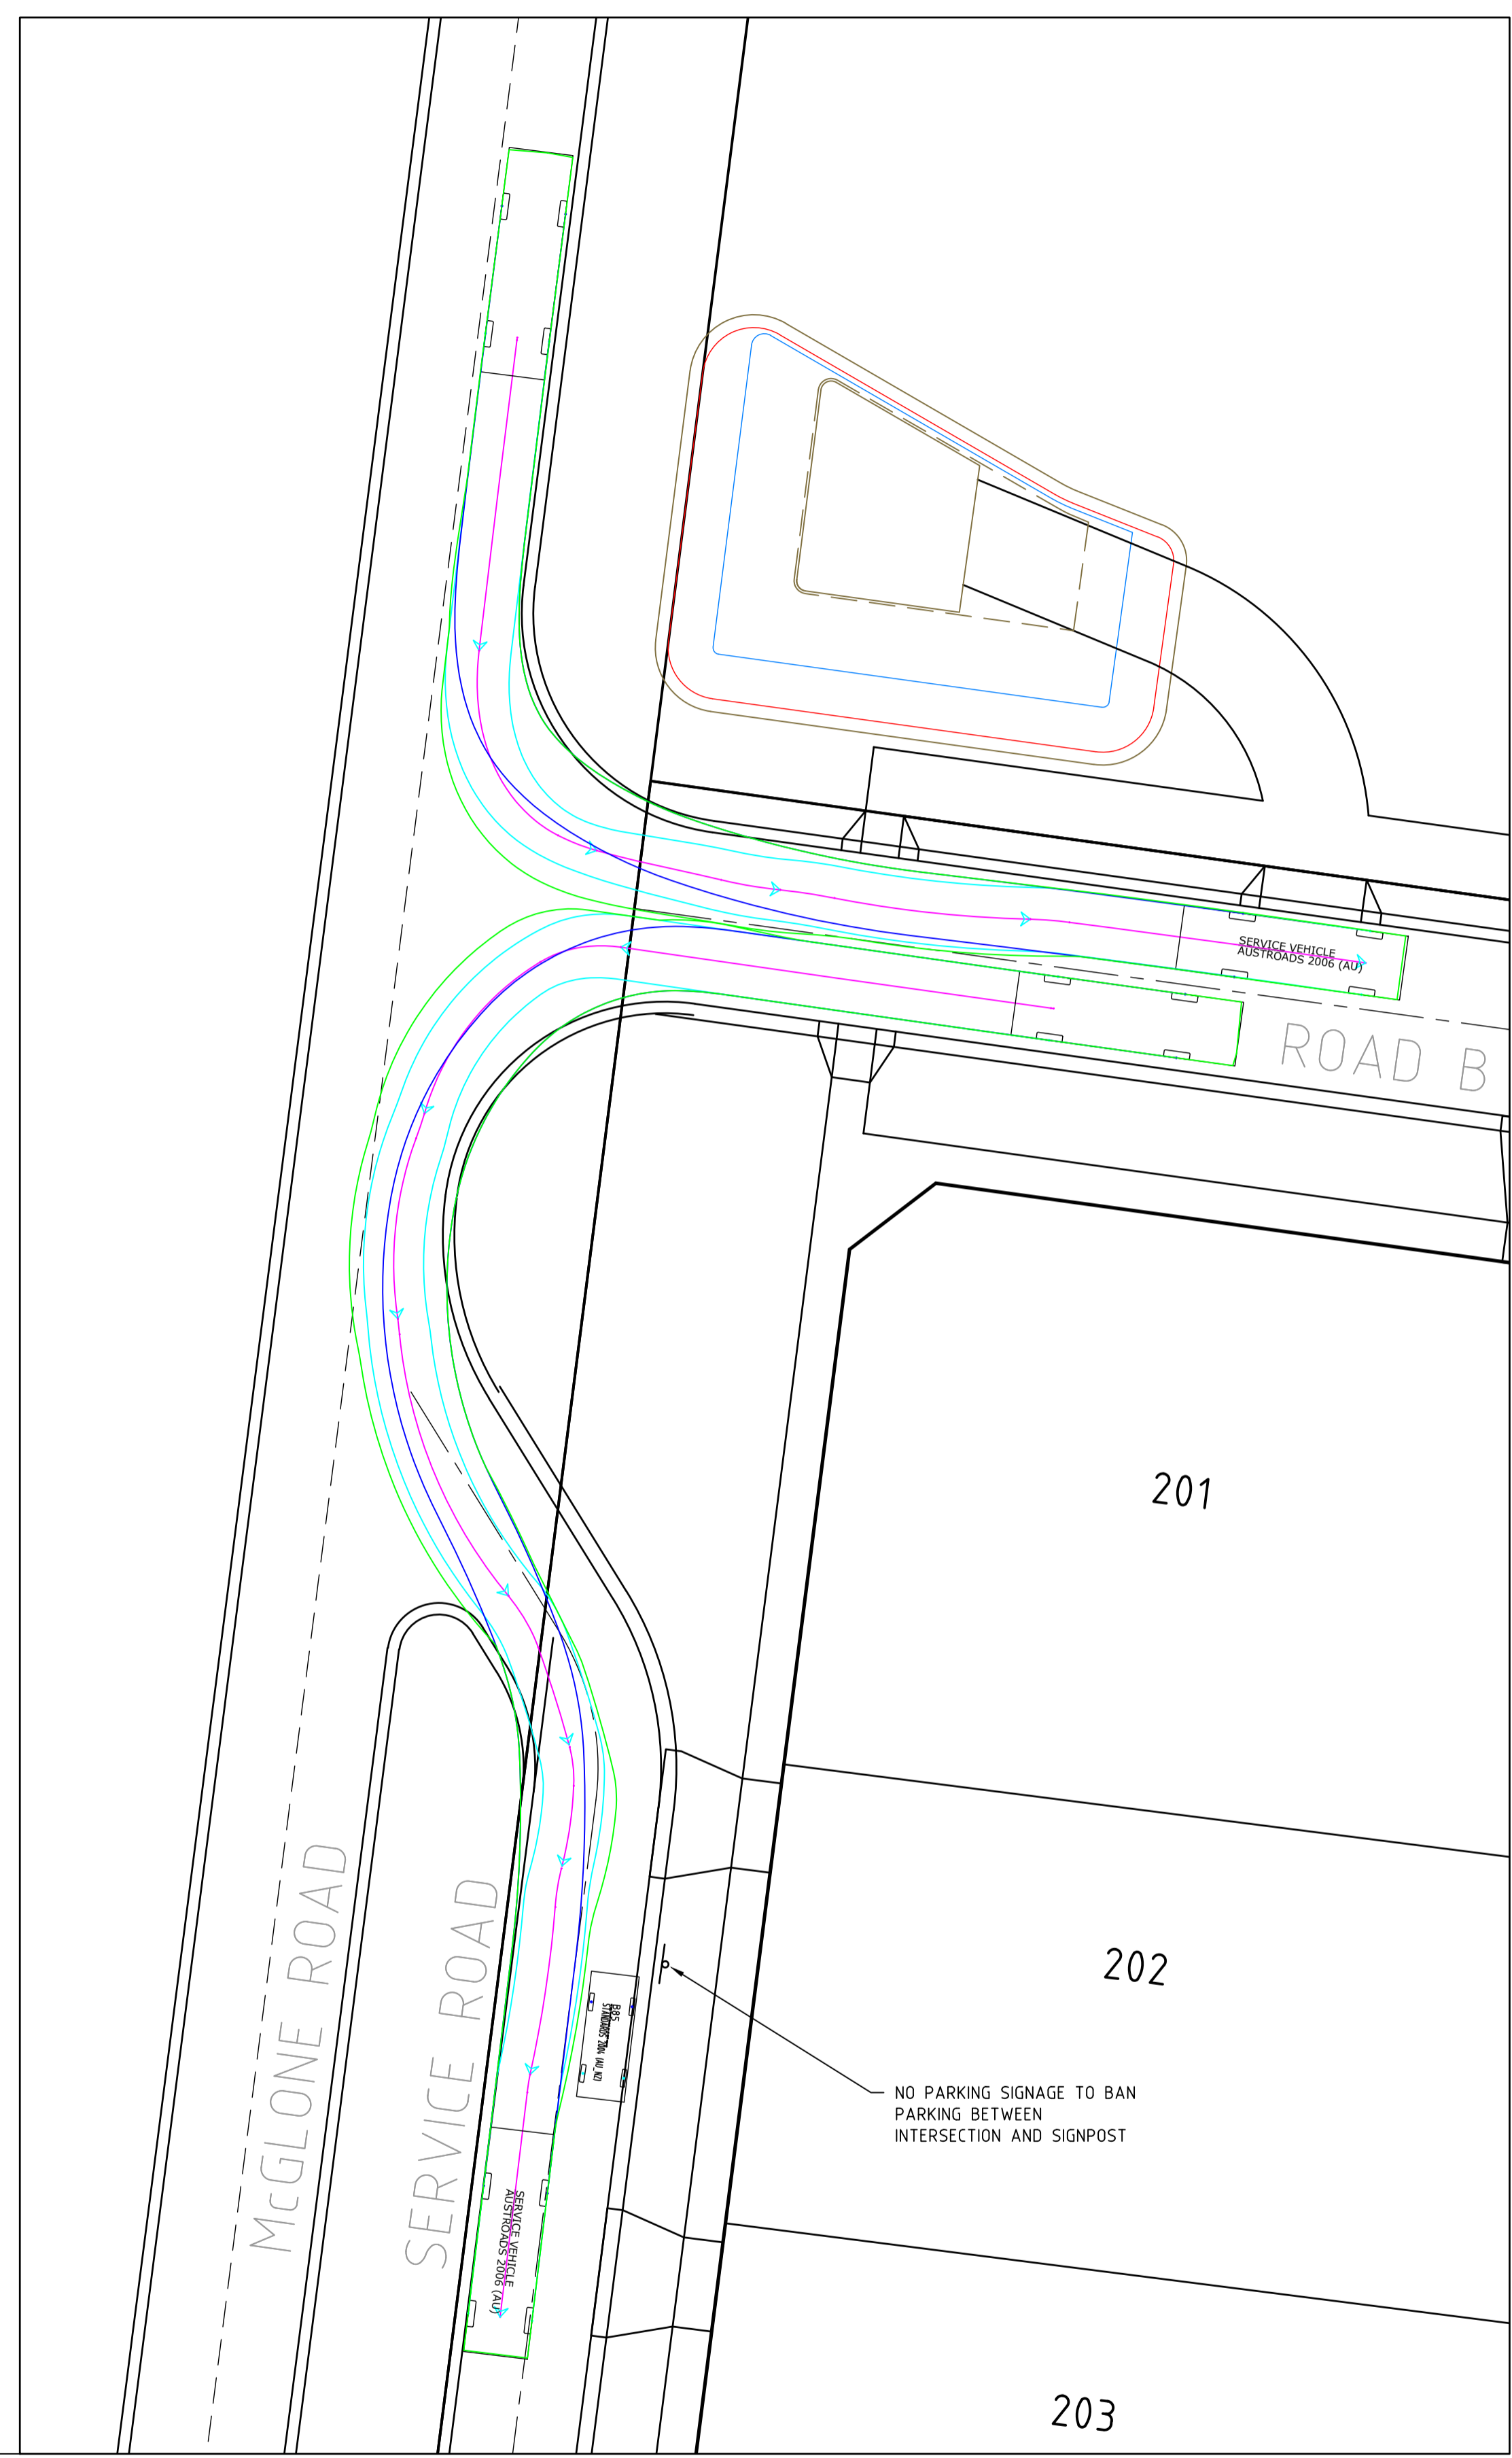 SERVICE VEHICLE
AUSTROADS 2006 (AU)
ROAD B
201
McGLONE ROAD
SERVICE ROAD
202
B85
NO PARKING SIGNAGE TO BAN
PARKING BETWEEN
INTERSECTION AND SIGNPOST
SERVICE VEHICLE
AUSTROADS 2006 (AU)
203